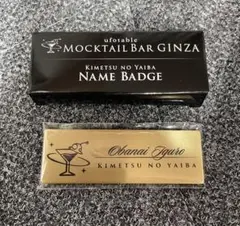 ufotable
MOCKTAIL BAR GINZA
KIMETSU NO YAIBA
NAME BADGE
Obanai Iguro
KIMETSU NO YAIBA